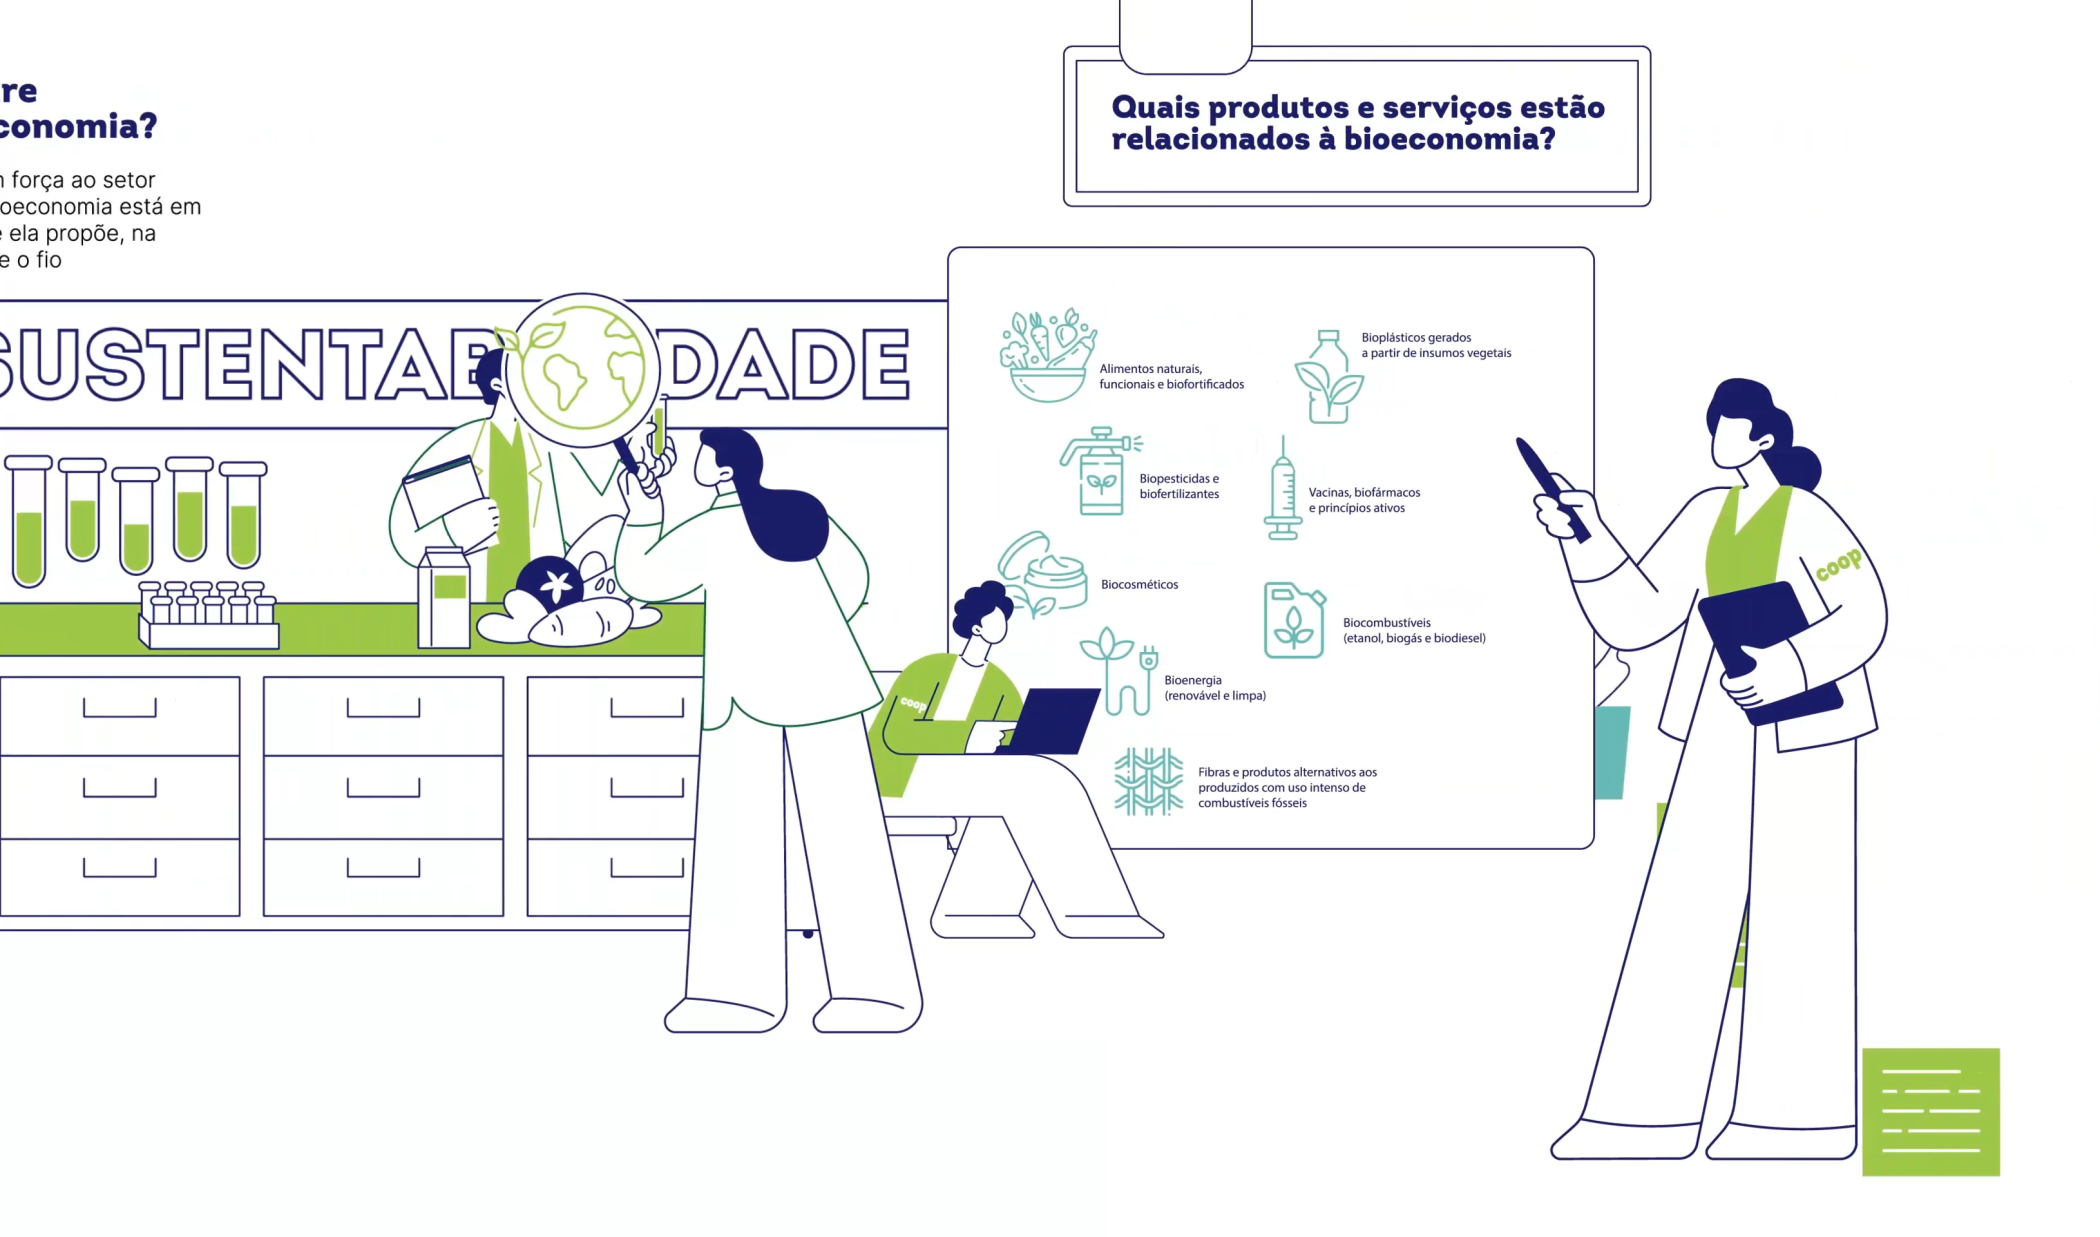 re
conomia?
força ao setor
oeconomia está em
ela propõe, na
e o fio
SUSTENTAB DADE
Quais produtos e serviços estão
relacionados à bioeconomia?
Alimentos naturais,
funcionais e biofortificados
Bioplásticos gerados
a partir de insumos vegetais
Biopesticidas e
biofertilizantes
Vacinas, biofármacos
e princípios ativos
Biocosméticos
Biocombustíveis
(etanol, biogás e biodiesel)
Bioenergia
(renovável e limpa)
Fibras e produtos alternativos aos
produzidos com uso intenso de
combustíveis fósseis
coop
coop